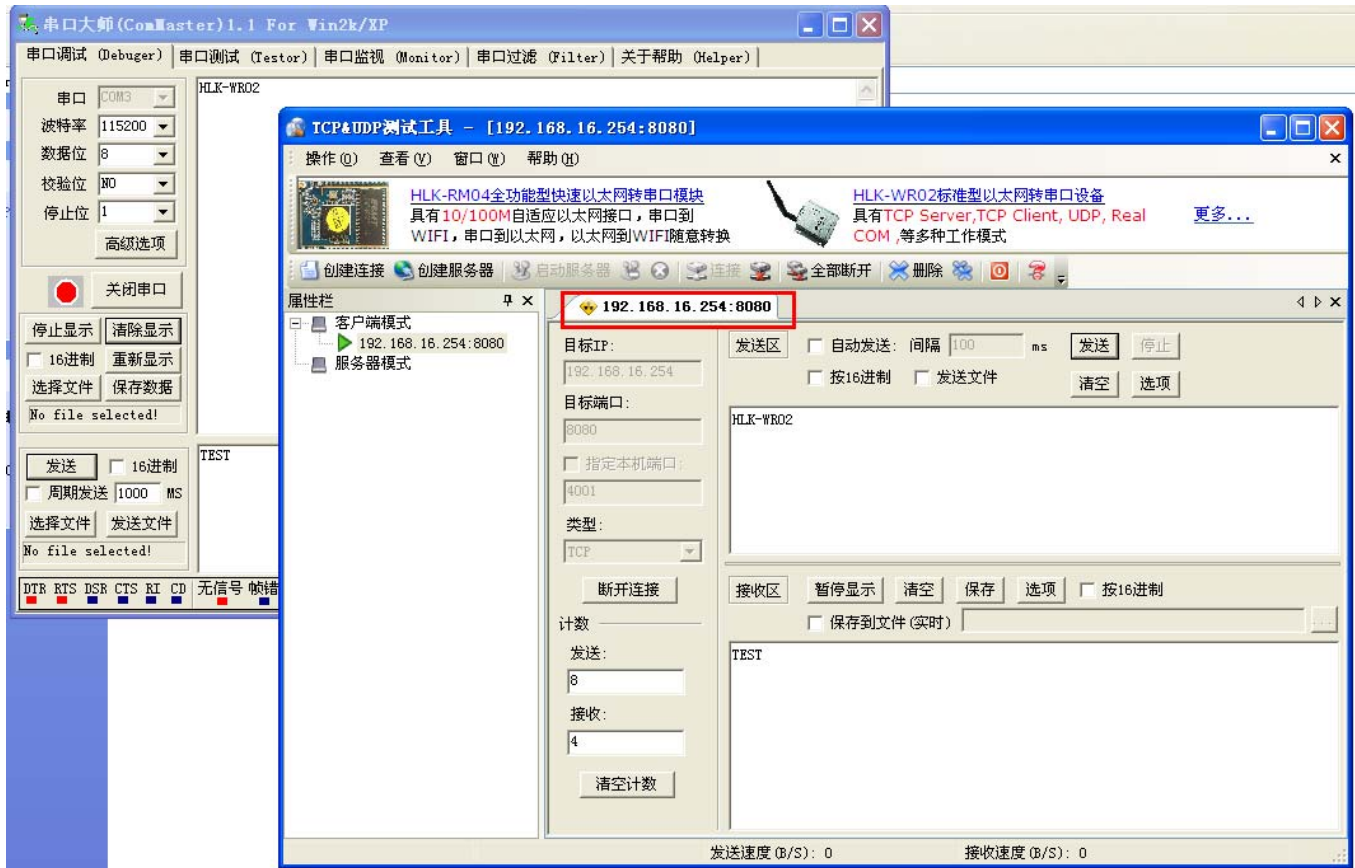 串口大师(ComMaster)1.1 For Win2k/XP
串口调试 (Debuger) 串口测试 (Testor) 串口监视 (Monitor) 串口过滤 (Filter) 关于帮助 (Helper)
串口 COM3
波特率 115200
数据位 8
校验位 NO
停止位 1
高级选项
关闭串口
停止显示 清除显示
16进制 重新显示
选择文件 保存数据
No file selected!
HLK-WR02
发送 16进制
周期发送 1000 MS
选择文件 发送文件
No file selected!
TEST
DTR RTS DSR CTS RI CD 无信号 帧错
TCP&UDP测试工具 - [192.168.16.254:8080]
操作(O) 查看(V) 窗口(W) 帮助(H)
HLK-RM04全功能型快速以太网转串口模块
具有10/100M自适应以太网接口，串口到
WIFI，串口到以太网，以太网到WIFI随意转换
HLK-WR02标准型以太网转串口设备
具有TCP Server,TCP Client, UDP, Real
COM ,等多种工作模式
更多...
创建连接 创建服务器 启动服务器 连接 全部断开 删除
属性栏
客户端模式
192.168.16.254:8080
服务器模式
192.168.16.254:8080
目标IP:
192.168.16.254
目标端口:
8080
指定本机端口:
4001
类型:
TCP
断开连接
计数
发送:
8
接收:
4
清空计数
发送区 自动发送: 间隔 100 ms 发送 停止
按16进制 发送文件 清空 选项
HLK-WR02
接收区 暂停显示 清空 保存 选项 按16进制
保存到文件(实时) ...
TEST
发送速度(B/S): 0 接收速度(B/S): 0